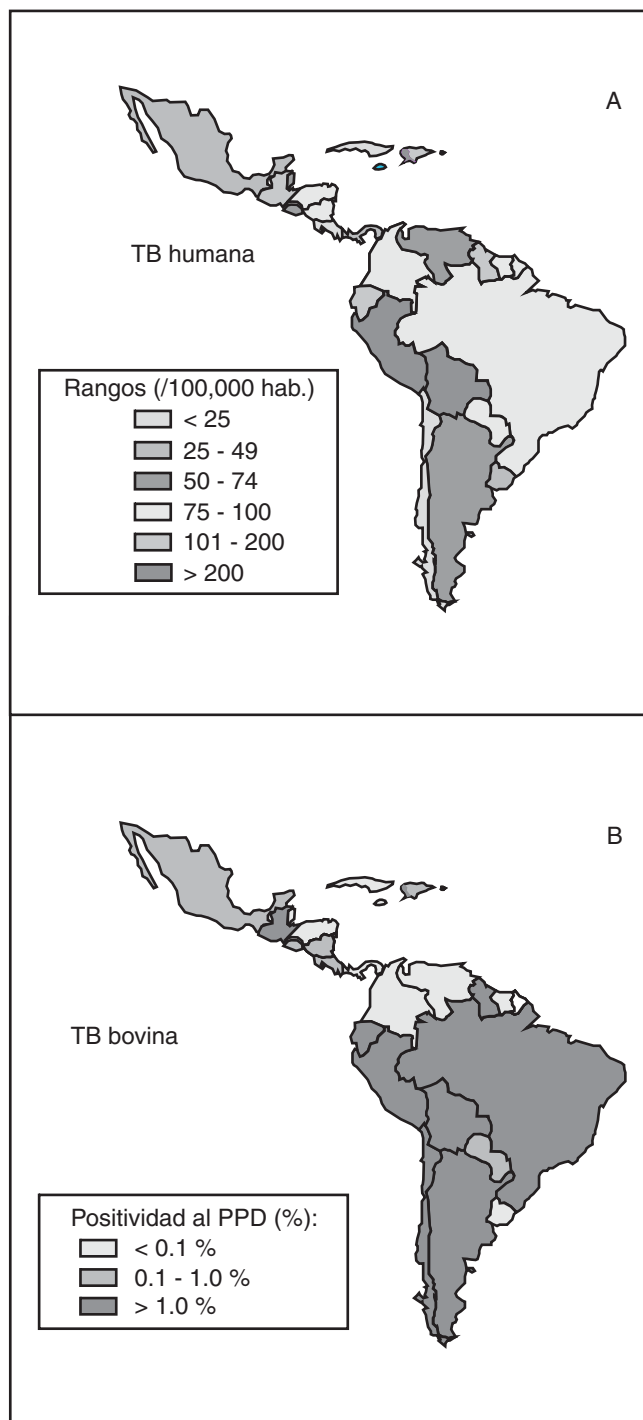 A
TB humana
Rangos (/100,000 hab.)
< 25
25 - 49
50 - 74
75 - 100
101 - 200
> 200
B
TB bovina
Positividad al PPD (%):
< 0.1 %
0.1 - 1.0 %
> 1.0 %